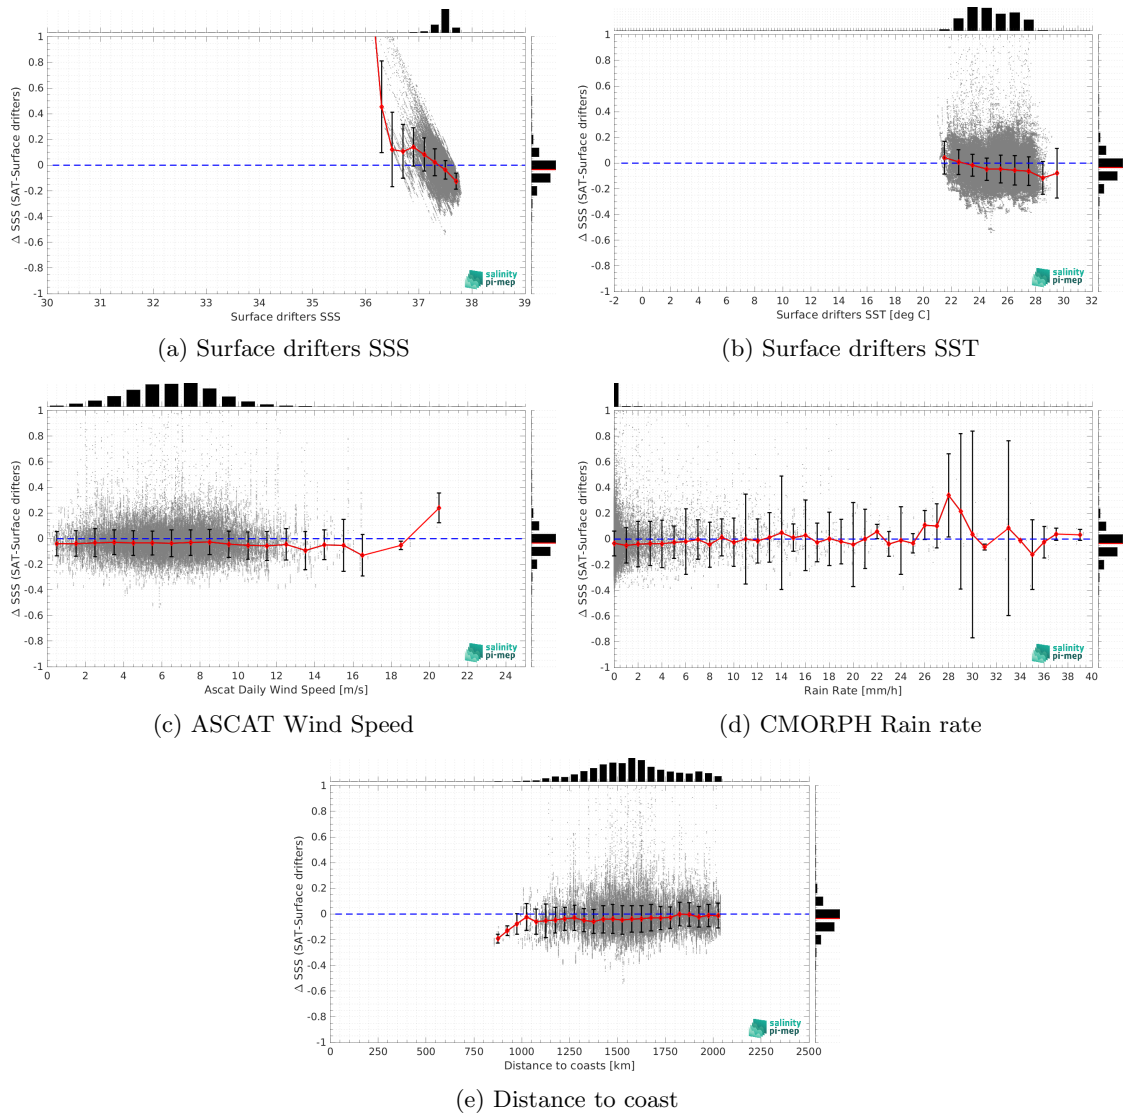 1
0.8
0.6
0.4
0.2
0
-0.2
-0.4
-0.6
-0.8
-1
Δ SSS (SAT-Surface drifters)
salinity
pi-mep
30 31 32 33 34 35 36 37 38 39
Surface drifters SSS
(a) Surface drifters SSS
1
0.8
0.6
0.4
0.2
0
-0.2
-0.4
-0.6
-0.8
-1
Δ SSS (SAT-Surface drifters)
salinity
pi-mep
-2 0 2 4 6 8 10 12 14 16 18 20 22 24 26 28 30 32
Surface drifters SST [deg C]
(b) Surface drifters SST
1
0.8
0.6
0.4
0.2
0
-0.2
-0.4
-0.6
-0.8
-1
Δ SSS (SAT-Surface drifters)
salinity
pi-mep
0 2 4 6 8 10 12 14 16 18 20 22 24
Ascat Daily Wind Speed [m/s]
(c) ASCAT Wind Speed
1
0.8
0.6
0.4
0.2
0
-0.2
-0.4
-0.6
-0.8
-1
Δ SSS (SAT-Surface drifters)
salinity
pi-mep
0 2 4 6 8 10 12 14 16 18 20 22 24 26 28 30 32 34 36 38 40
Rain Rate [mm/h]
(d) CMORPH Rain rate
1
0.8
0.6
0.4
0.2
0
-0.2
-0.4
-0.6
-0.8
-1
Δ SSS (SAT-Surface drifters)
salinity
pi-mep
0 250 500 750 1000 1250 1500 1750 2000 2250 2500
Distance to coasts [km]
(e) Distance to coast